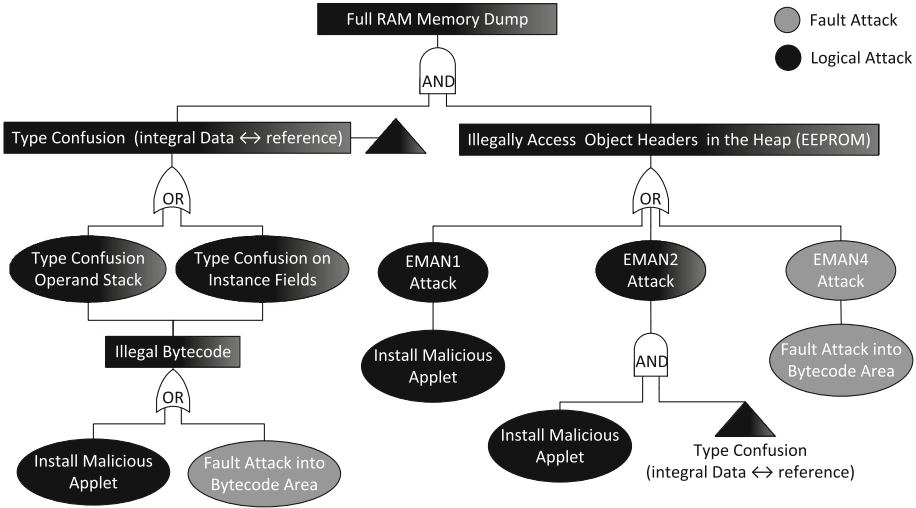 Full RAM Memory Dump
Fault Attack
Logical Attack
AND
Type Confusion (integral Data ↔ reference)
Illegally Access Object Headers in the Heap (EEPROM)
OR
OR
Type Confusion
Operand Stack
Type Confusion on
Instance Fields
EMAN1
Attack
EMAN2
Attack
EMAN4
Attack
Illegal Bytecode
Install Malicious
Applet
AND
Fault Attack into
Bytecode Area
OR
Install Malicious
Applet
Fault Attack into
Bytecode Area
Install Malicious
Applet
Type Confusion
(integral Data ↔ reference)